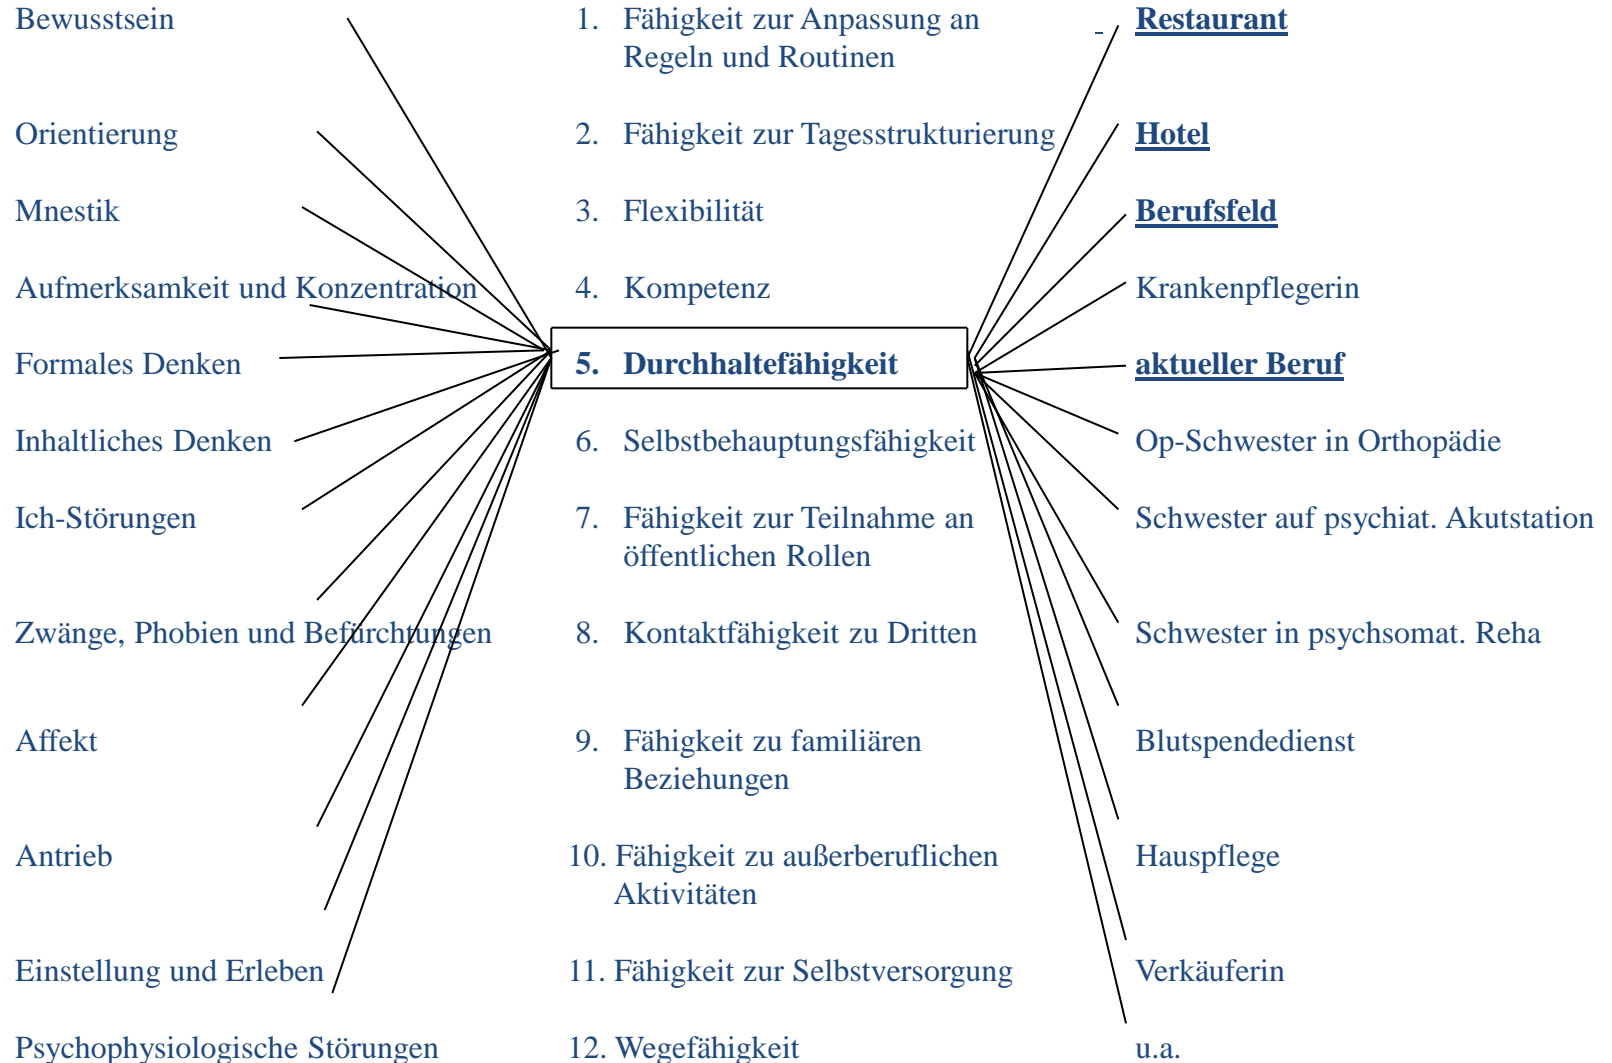 Bewusstsein
Orientierung
Mnestik
Aufmerksamkeit und Konzentration
Formales Denken
Inhaltliches Denken
Ich-Störungen
Zwänge, Phobien und Befürchtungen
Affekt
Antrieb
Einstellung und Erleben
Psychophysiologische Störungen
1. Fähigkeit zur Anpassung an
Regeln und Routinen
2. Fähigkeit zur Tagesstrukturierung
3. Flexibilität
4. Kompetenz
5. Durchhaltefähigkeit
6. Selbstbehauptungsfähigkeit
7. Fähigkeit zur Teilnahme an
öffentlichen Rollen
8. Kontaktfähigkeit zu Dritten
9. Fähigkeit zu familiären
Beziehungen
10. Fähigkeit zu außerberuflichen
Aktivitäten
11. Fähigkeit zur Selbstversorgung
12. Wegefähigkeit
- Restaurant
Hotel
Berufsfeld
Krankenpflegerin
aktueller Beruf
Op-Schwester in Orthopädie
Schwester auf psychiat. Akutstation
Schwester in psychsomat. Reha
Blutspendedienst
Hauspflege
Verkäuferin
u.a.